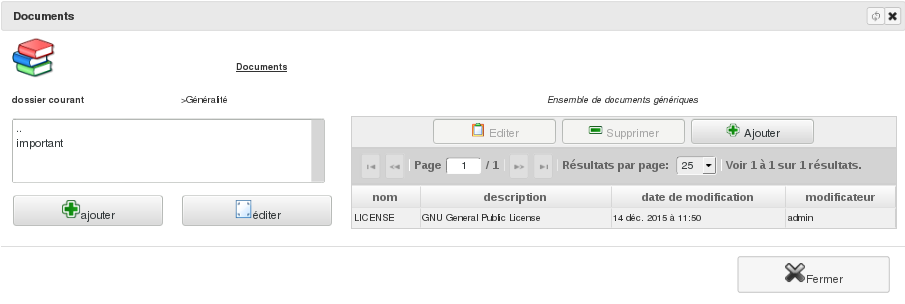 Documents
Documents
dossier courant
>Généralité
Ensemble de documents génériques
..
important
ajouter
éditer
Editer
Supprimer
Ajouter
Page 1 / 1 Résultats par page: 25 Voir 1 à 1 sur 1 résultats.
nom description date de modification modificateur
LICENSE GNU General Public License 14 déc. 2015 à 11:50 admin
Fermer